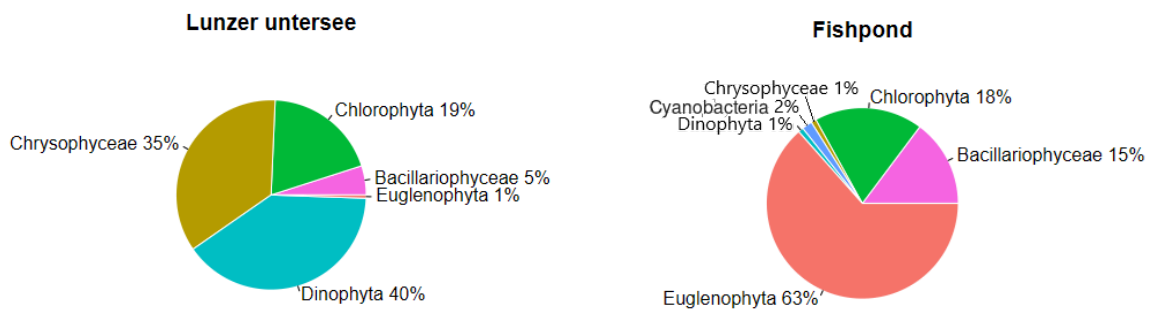 Lunzer untersee
Chlorophyta 19%
Chrysophyceae 35%
Bacillariophyceae 5%
Euglenophyta 1%
Dinophyta 40%
Fishpond
Chrysophyceae 1%
Chlorophyta 18%
Cyanobacteria 2%
Dinophyta 1%
Bacillariophyceae 15%
Euglenophyta 63%